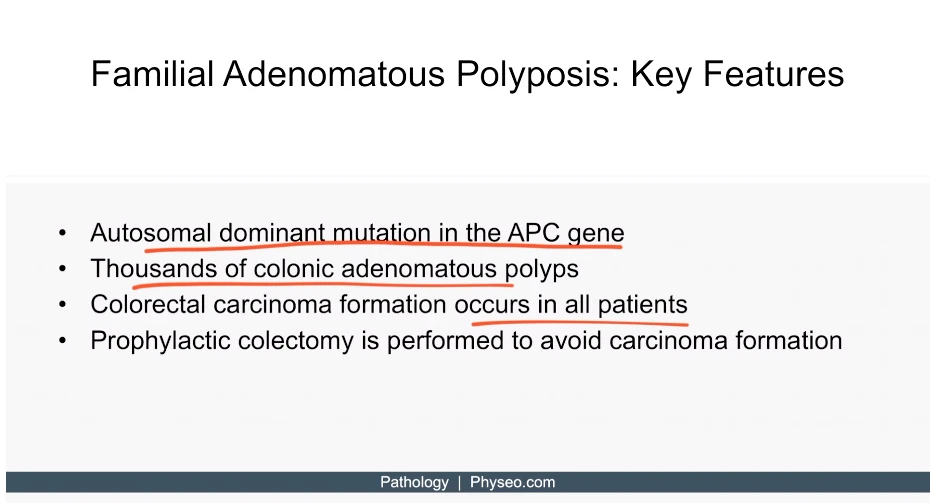 Familial Adenomatous Polyposis: Key Features
• Autosomal dominant mutation in the APC gene
• Thousands of colonic adenomatous polyps
• Colorectal carcinoma formation occurs in all patients
• Prophylactic colectomy is performed to avoid carcinoma formation
Pathology | Physeo.com